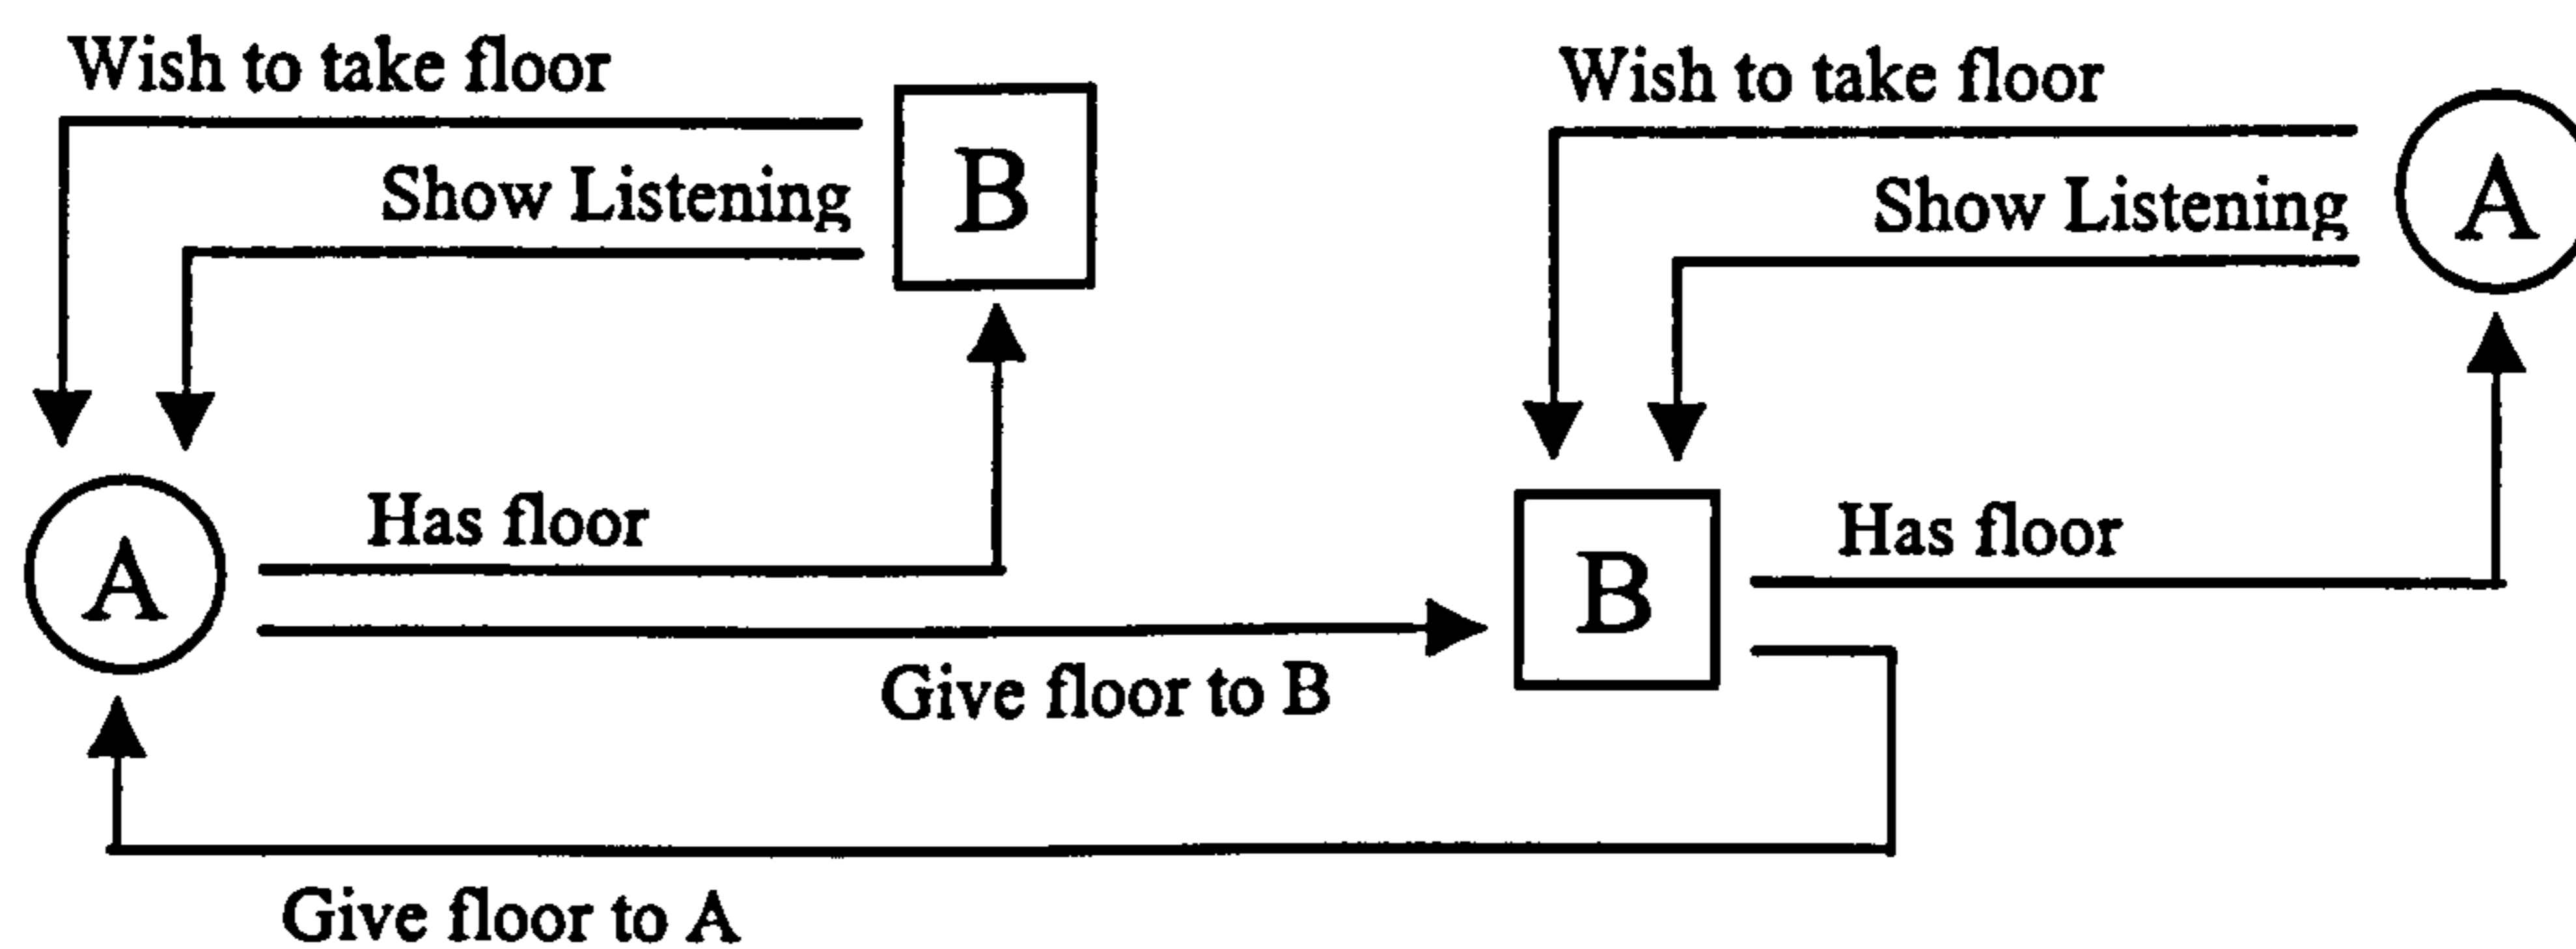 Wish to take floor
B
Show Listening
A
Has floor
Give floor to B
Give floor to A
Wish to take floor
A
Show Listening
B
Has floor